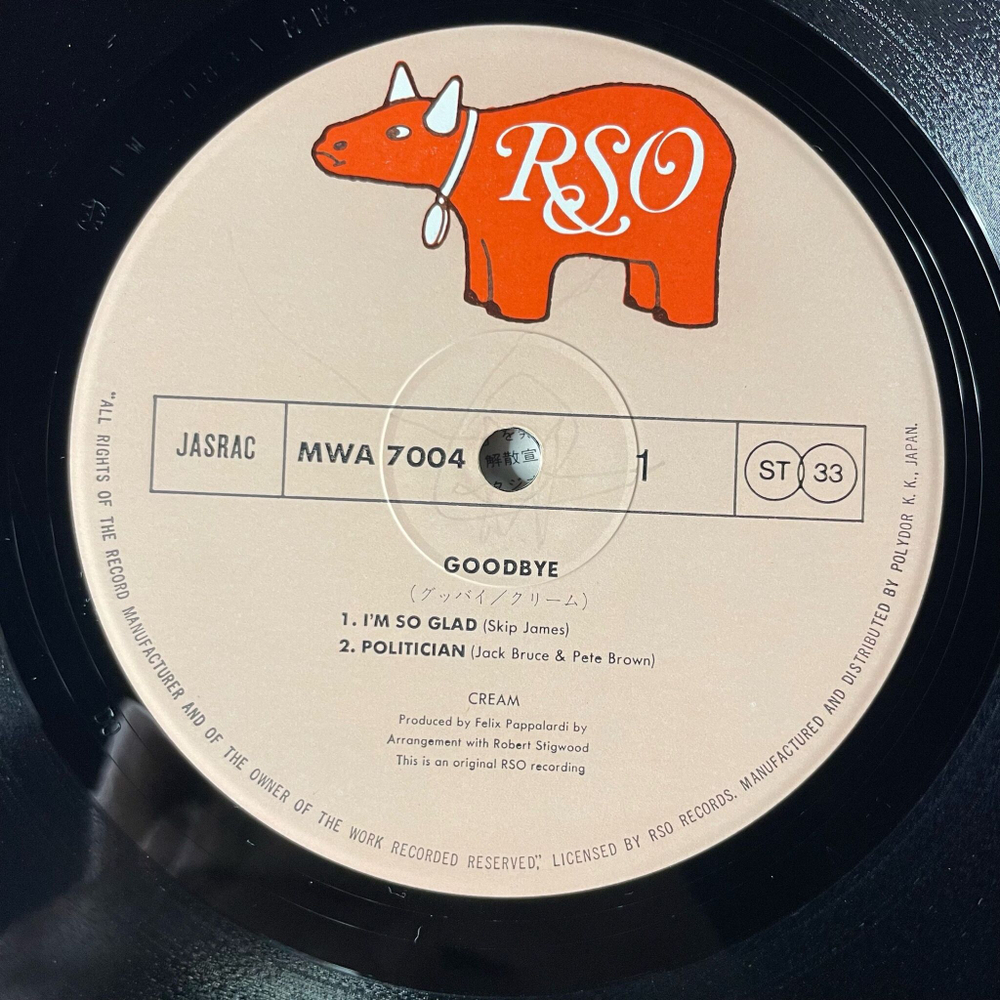 RSO
JASRAC
MWA 7004
1
ST 33
GOODBYE
(グッバイ/クリーム)
1. I'M SO GLAD (Skip James)
2. POLITICIAN (Jack Bruce & Pete Brown)
CREAM
Produced by Felix Pappalardi by
Arrangement with Robert Stigwood
This is an original RSO recording
"ALL RIGHTS OF THE RECORD MANUFACTURER AND OF THE OWNER OF THE WORK RECORDED RESERVED," LICENSED BY RSO RECORDS. MANUFACTURED AND DISTRIBUTED BY POLYDOR K. K., JAPAN.
解散宣